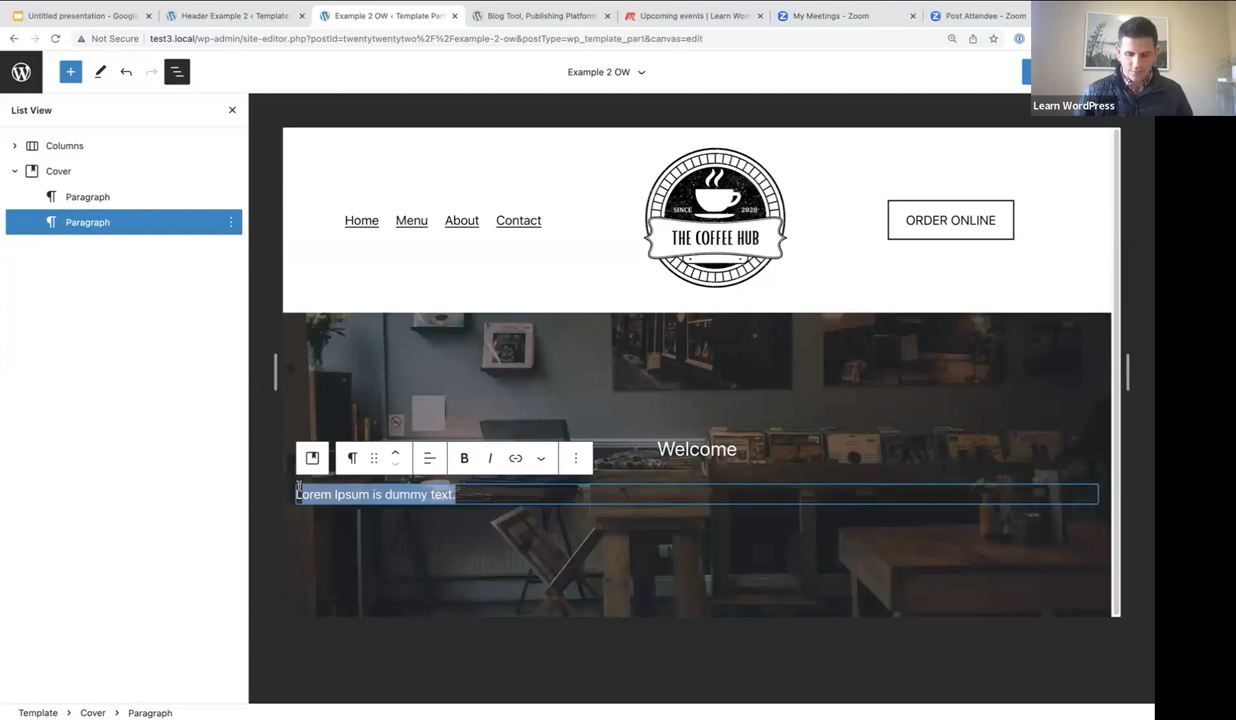 Untitled presentation - Google
Header Example 2 ‹ Template
Example 2 OW ‹ Template Par
Blog Tool, Publishing Platform
Upcoming events | Learn Wor
My Meetings - Zoom
Post Attendee - Zoom
Not Secure
test3.local/wp-admin/site-editor.php?postId=twentytwentytwo%2F%2Fexample-2-ow&postType=wp_template_part&canvas=edit
Example 2 OW
Learn WordPress
List View
Columns
Cover
Paragraph
Paragraph
Home Menu About Contact
SINCE 2020
THE COFFEE HUB
ORDER ONLINE
Welcome
B I
Lorem Ipsum is dummy text.
Template > Cover > Paragraph